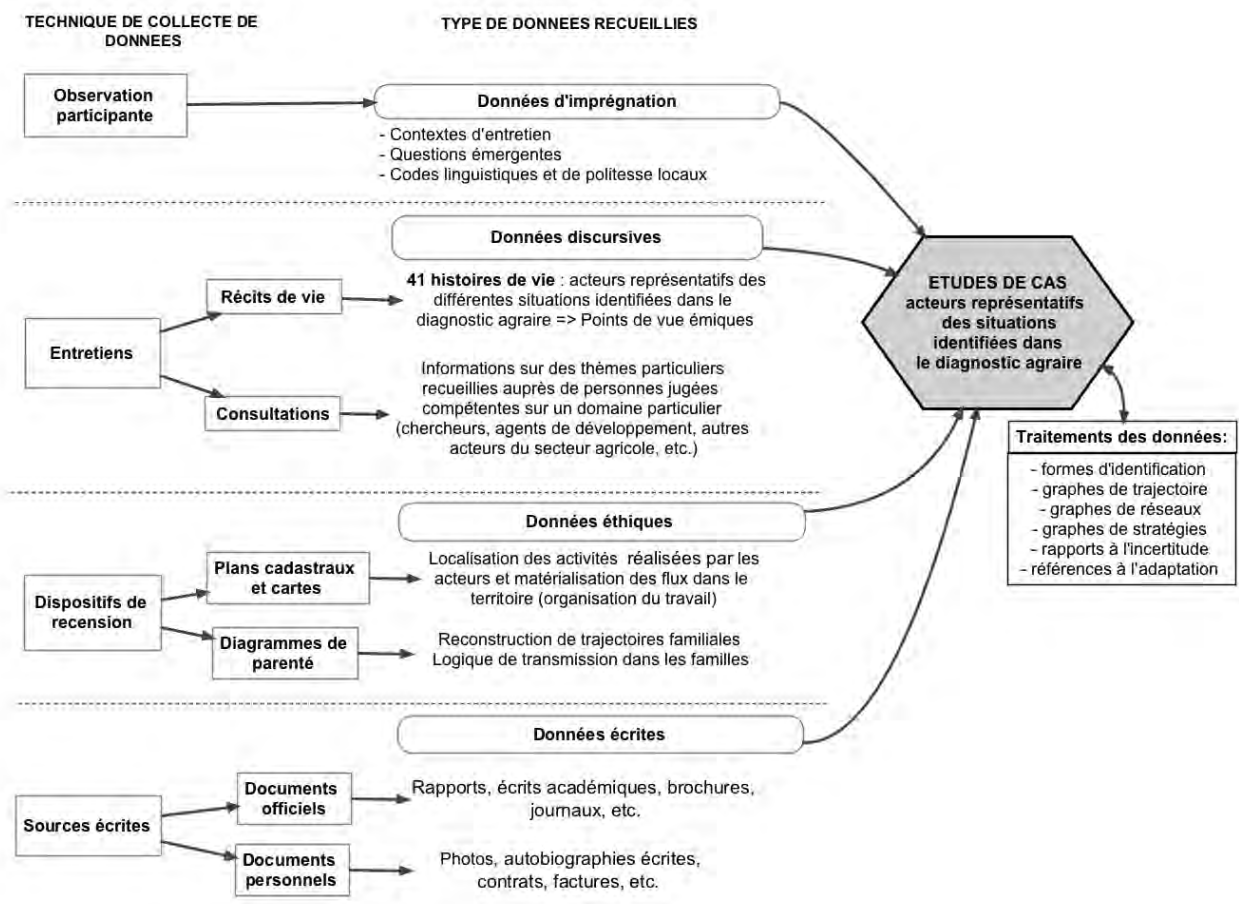 TECHNIQUE DE COLLECTE DE
DONNEES
TYPE DE DONNEES RECUEILLIES
Observation
participante
Données d'imprégnation
- Contextes d'entretien
- Questions émergentes
- Codes linguistiques et de politesse locaux
Données discursives
Entretiens
Récits de vie
41 histoires de vie : acteurs représentatifs des
différentes situations identifiées dans le
diagnostic agraire => Points de vue émiques
Consultations
Informations sur des thèmes particuliers
recueillies auprès de personnes jugées
compétentes sur un domaine particulier
(chercheurs, agents de développement, autres
acteurs du secteur agricole, etc.)
Données éthiques
Dispositifs de
recension
Plans cadastraux
et cartes
Localisation des activités réalisées par les
acteurs et matérialisation des flux dans le
territoire (organisation du travail)
Diagrammes de
parenté
Reconstruction de trajectoires familiales
Logique de transmission dans les familles
Données écrites
Sources écrites
Documents
officiels
Rapports, écrits académiques, brochures,
journaux, etc.
Documents
personnels
Photos, autobiographies écrites,
contrats, factures, etc.
ETUDES DE CAS
acteurs représentatifs
des situations
identifiées dans
le diagnostic agraire
Traitements des données:
- formes d'identification
- graphes de trajectoire
- graphes de réseaux
- graphes de stratégies
- rapports à l'incertitude
- références à l'adaptation